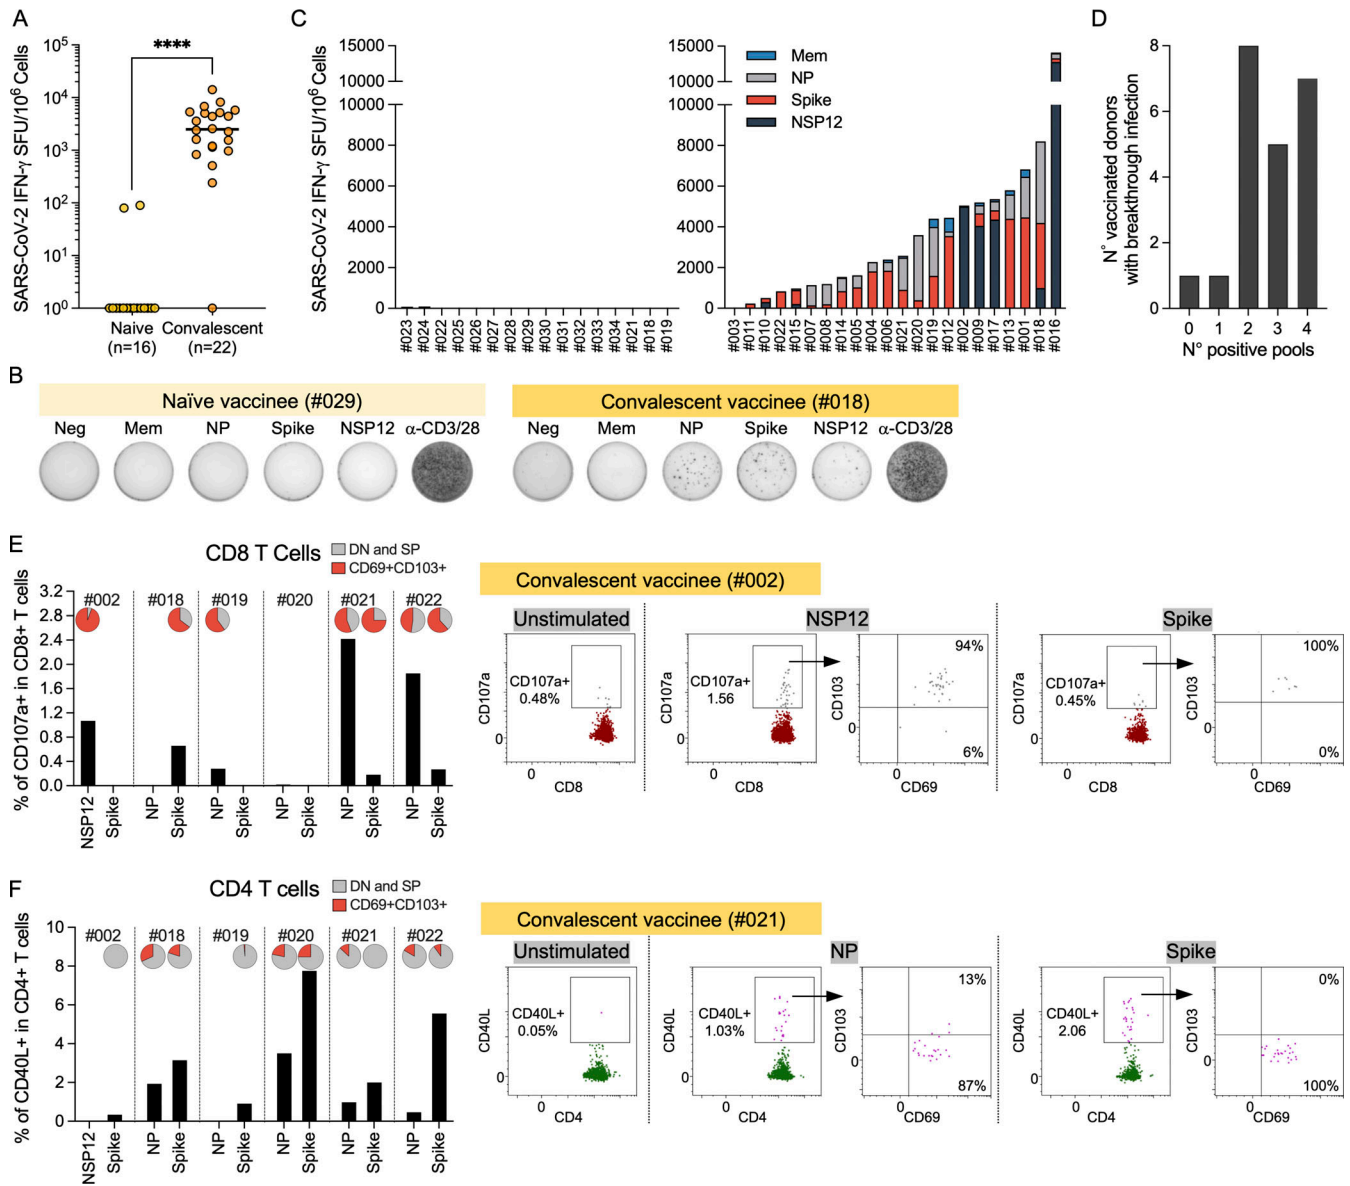 A
SARS-CoV-2 IFN-γ SFU/10⁶ Cells
10⁵
10⁴
10³
10²
10¹
10⁰
****
Naive
(n=16)
Convalescent
(n=22)
C
SARS-CoV-2 IFN-γ SFU/10⁶ Cells
15000
10000
10000
8000
6000
4000
2000
0
#023
#024
#022
#025
#026
#027
#028
#029
#030
#031
#032
#033
#034
#021
#018
#019
15000
10000
10000
8000
6000
4000
2000
0
Mem
NP
Spike
NSP12
#003
#011
#010
#022
#015
#007
#008
#014
#005
#004
#006
#021
#020
#019
#012
#002
#009
#017
#013
#001
#018
#016
D
N° vaccinated donors
with breakthrough infection
8
6
4
2
0
0 1 2 3 4
N° positive pools
B
Naïve vaccinee (#029)
Neg Mem NP Spike NSP12 α-CD3/28
Convalescent vaccinee (#018)
Neg Mem NP Spike NSP12 α-CD3/28
E
CD8 T Cells
DN and SP
CD69+CD103+
% of CD107a+ in CD8+ T cells
3.2
2.8
2.4
2.0
1.6
1.2
0.8
0.4
0.0
#002 #018 #019 #020 #021 #022
NSP12
Spike
NP
Spike
NP
Spike
NP
Spike
NP
Spike
NP
Spike
Convalescent vaccinee (#002)
Unstimulated
CD107a
CD107a+
0.48%
0
0
CD8
NSP12
CD107a
CD107a+
1.56
0
0
CD8
CD103
94%
0
6%
0
CD69
Spike
CD107a
CD107a+
0.45%
0
0
CD8
CD103
100%
0
0%
0
CD69
F
CD4 T cells
DN and SP
CD69+CD103+
% of CD40L+ in CD4+ T cells
10
8
6
4
2
0
#002 #018 #019 #020 #021 #022
NSP12
Spike
NP
Spike
NP
Spike
NP
Spike
NP
Spike
NP
Spike
Convalescent vaccinee (#021)
Unstimulated
CD40L
CD40L+
0.05%
0
0
CD4
NP
CD40L
CD40L+
1.03%
0
0
CD4
CD103
13%
0
87%
0
CD69
Spike
CD40L
CD40L+
2.06
0
0
CD4
CD103
0%
0
100%
0
CD69